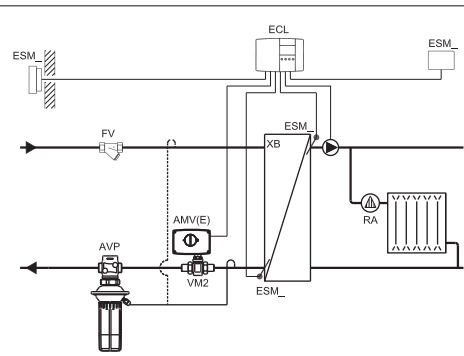 ECL
ESM_
ESM_
FV
ESM_
XB
AMV(E)
RA
AVP
VM2
ESM_